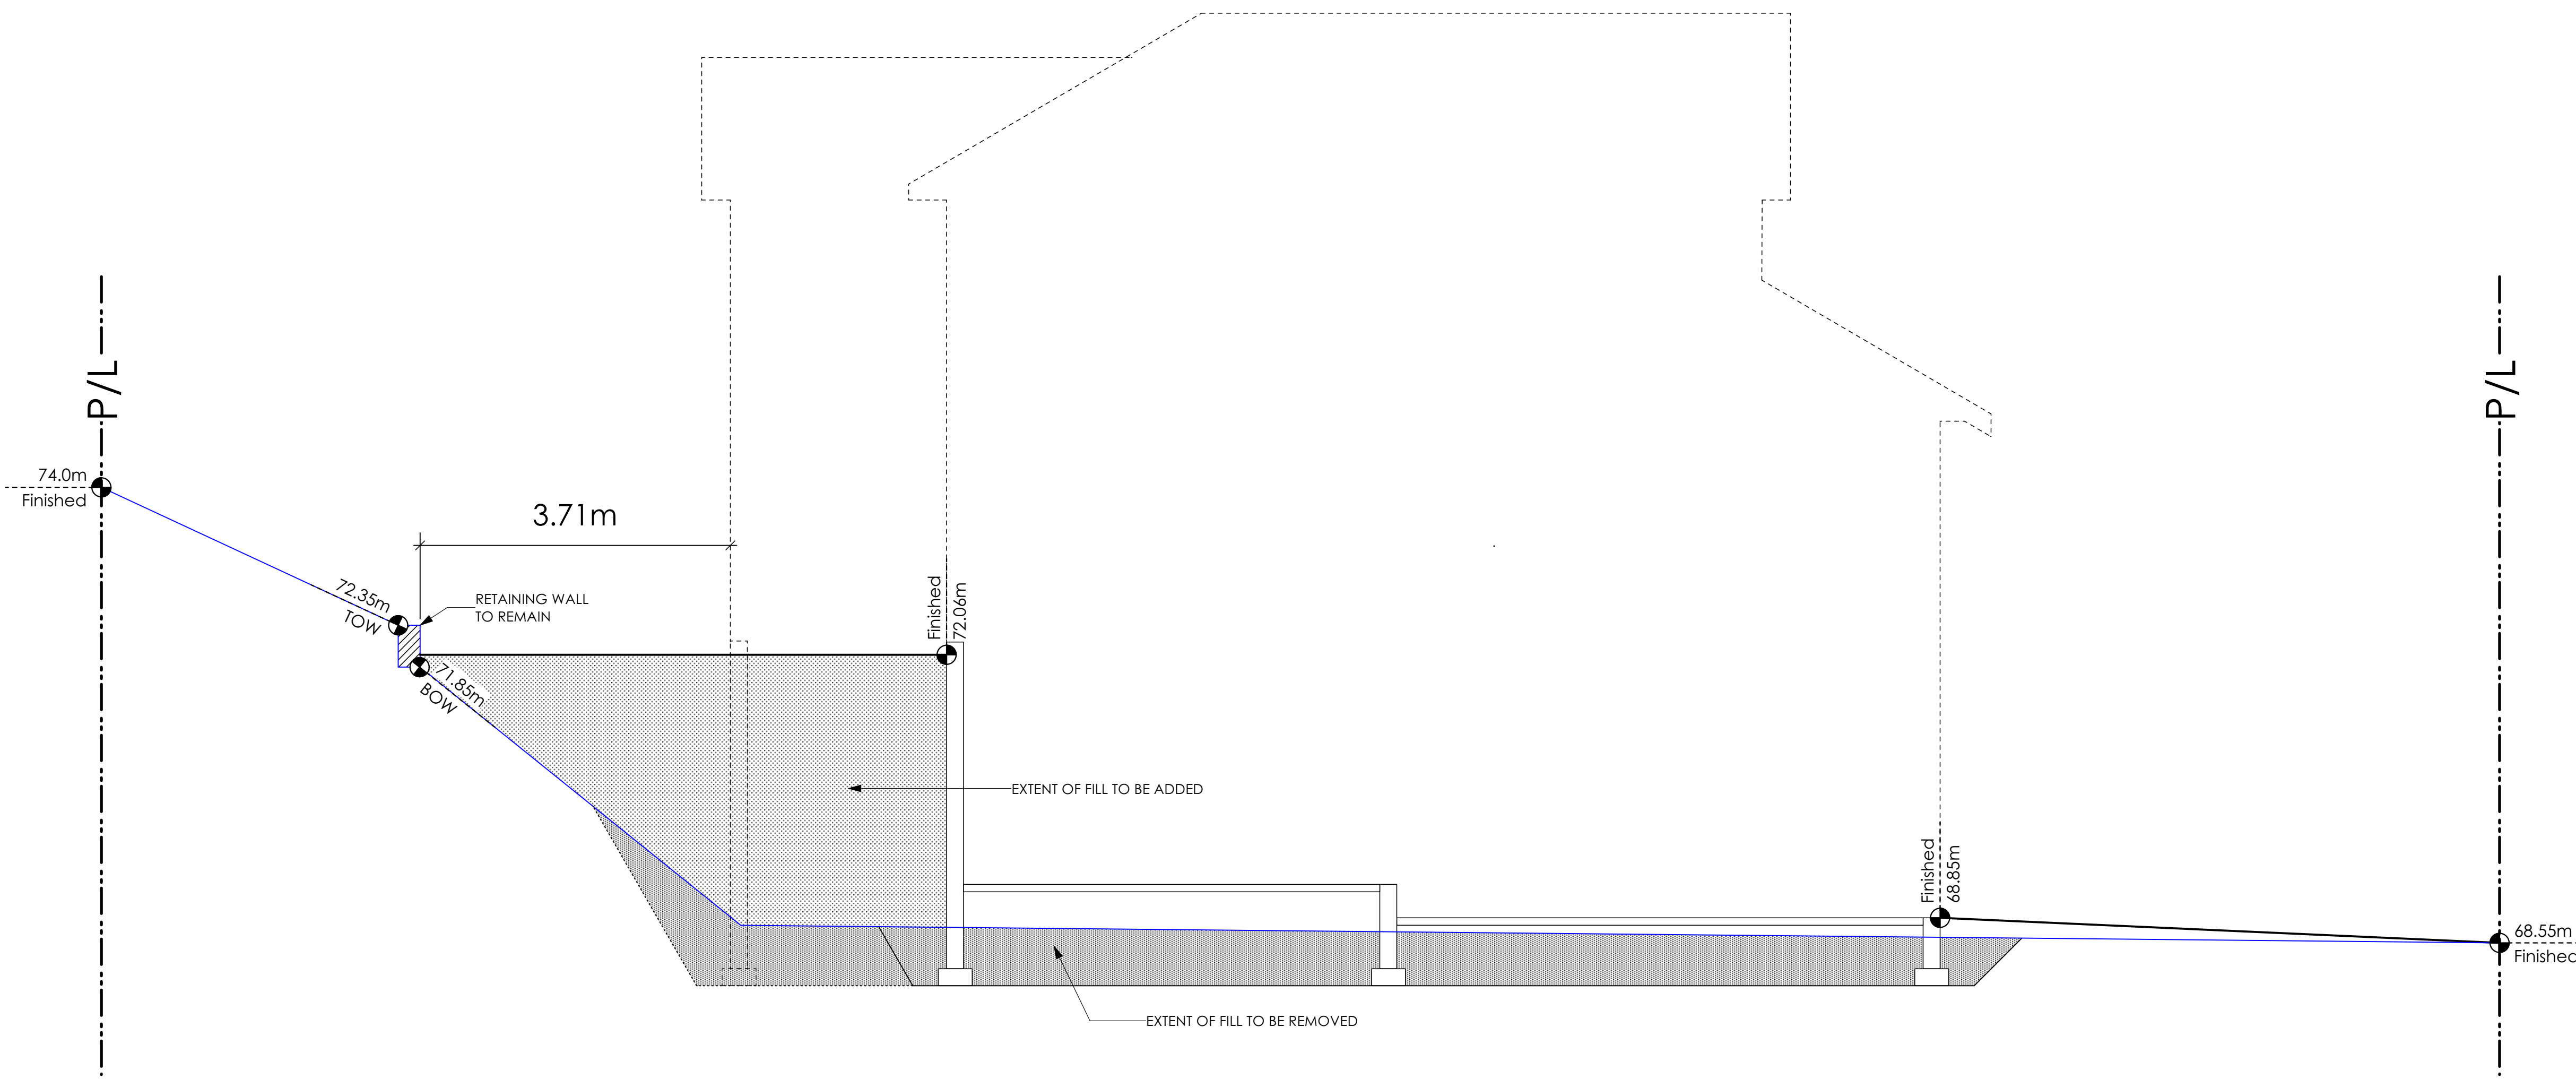 P/L
P/L
74.0m
Finished
3.71m
72.35m
TOW
RETAINING WALL
TO REMAIN
Finished
72.06m
71.85m
BOW
EXTENT OF FILL TO BE ADDED
Finished
68.85m
68.55m
Finished
EXTENT OF FILL TO BE REMOVED